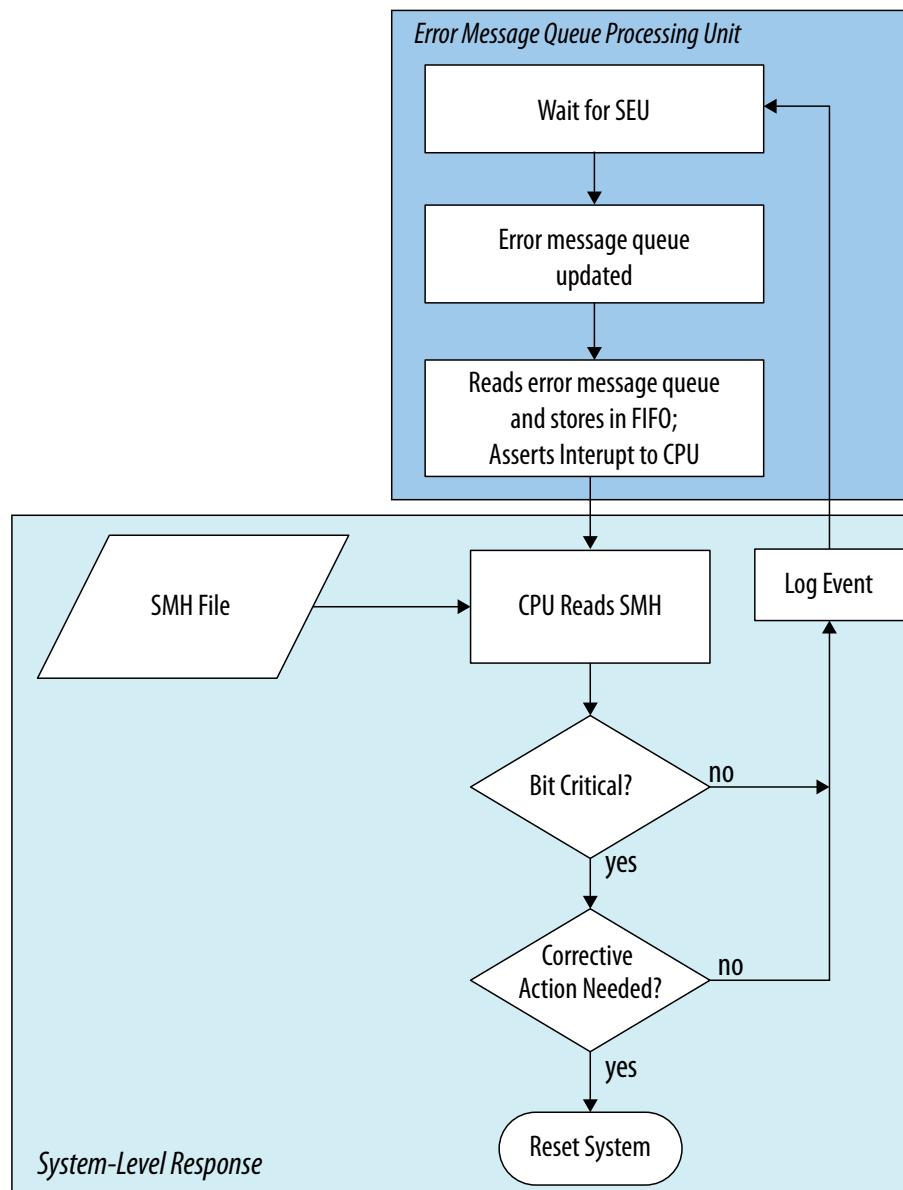 Error Message Queue Processing Unit
Wait for SEU
Error message queue
updated
Reads error message queue
and stores in FIFO;
Asserts Interupt to CPU
SMH File
CPU Reads SMH
Log Event
Bit Critical?
no
yes
Corrective
Action Needed?
no
yes
Reset System
System-Level Response